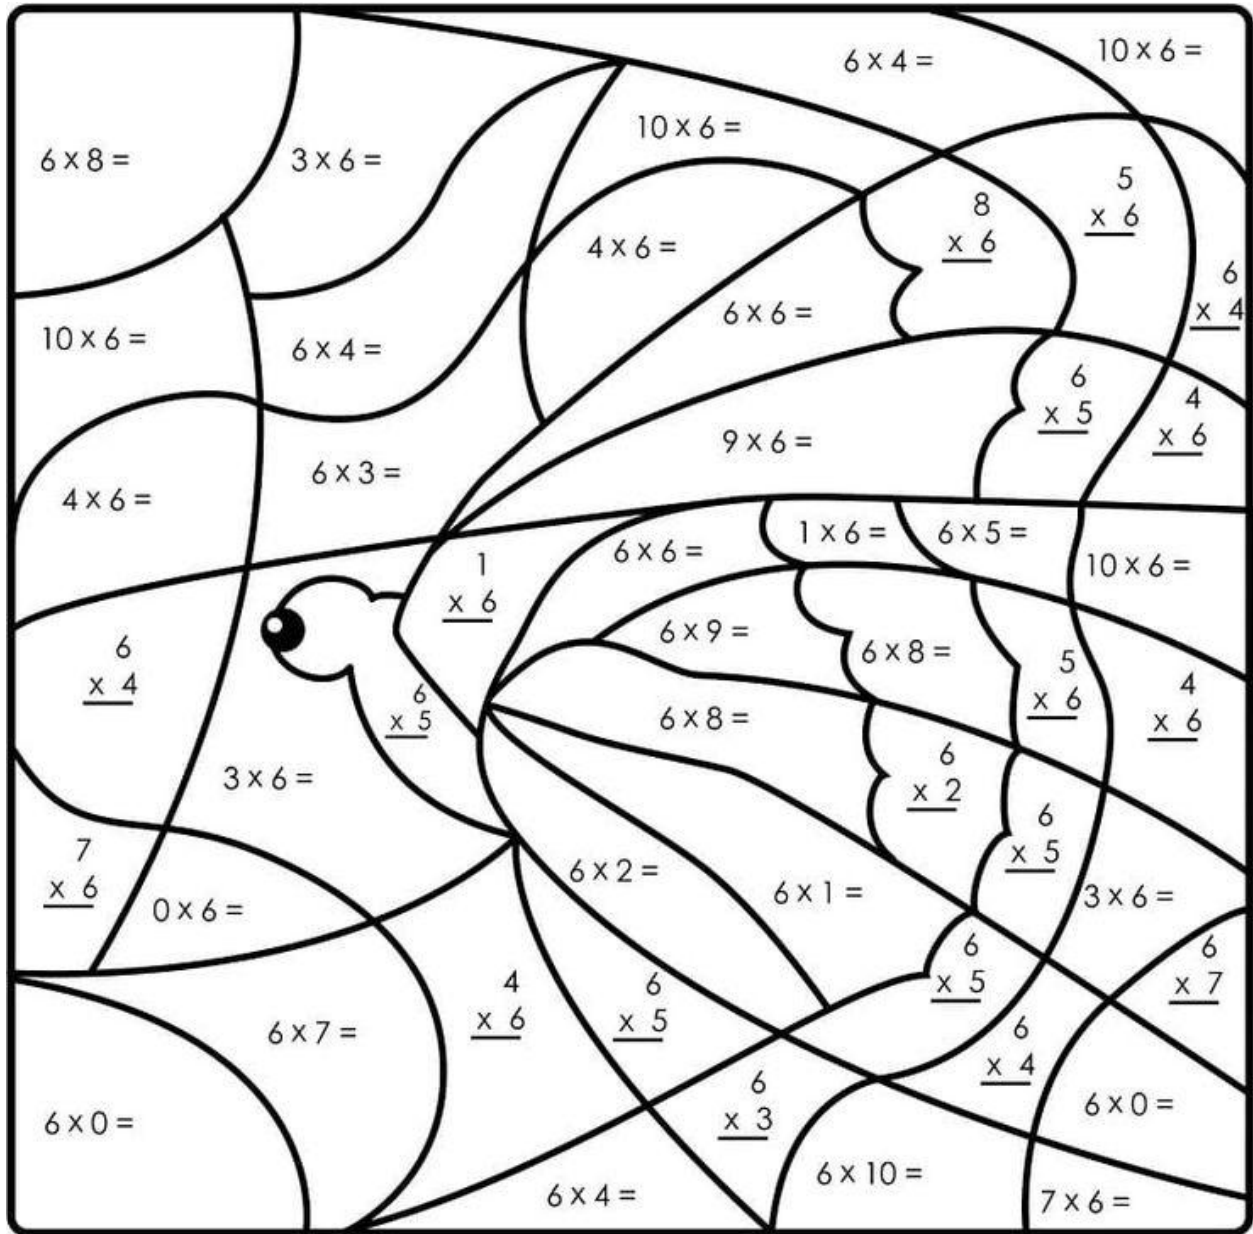 6 x 4 =
10 x 6 =
10 x 6 =
6 x 8 =
3 x 6 =
5
x 6
8
x 6
4 x 6 =
6
x 4
6 x 6 =
10 x 6 =
6 x 4 =
6
x 5
4
x 6
9 x 6 =
6 x 3 =
4 x 6 =
1 x 6 =
6 x 5 =
6 x 6 =
10 x 6 =
1
x 6
6 x 9 =
6 x 8 =
6
x 4
5
x 6
4
x 6
6
x 5
6 x 8 =
3 x 6 =
6
x 2
6
x 5
7
x 6
6 x 2 =
6 x 1 =
3 x 6 =
0 x 6 =
6
x 5
6
x 7
4
x 6
6
x 5
6 x 7 =
6
x 4
6
x 3
6 x 0 =
6 x 0 =
6 x 10 =
6 x 4 =
7 x 6 =